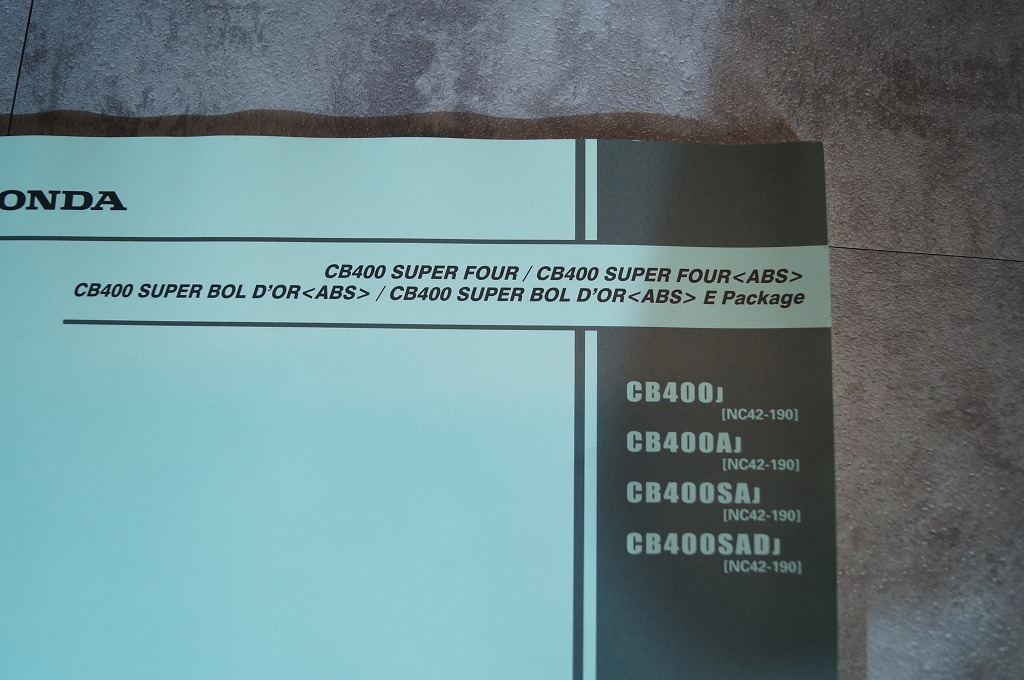 ONDA
CB400 SUPER FOUR / CB400 SUPER FOUR<ABS>
CB400 SUPER BOL D'OR<ABS> / CB400 SUPER BOL D'OR<ABS> E Package
CB400J
[NC42-190]
CB400AJ
[NC42-190]
CB400SAJ
[NC42-190]
CB400SADJ
[NC42-190]